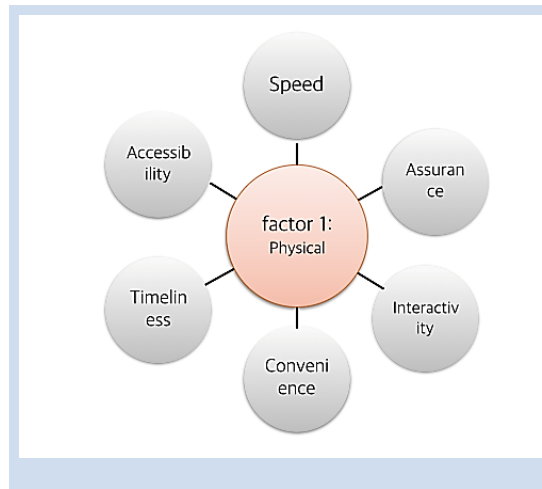 Speed
Accessib
ility
Assuran
ce
factor 1:
Physical
Timelin
ess
Interactiv
ity
Conveni
ence